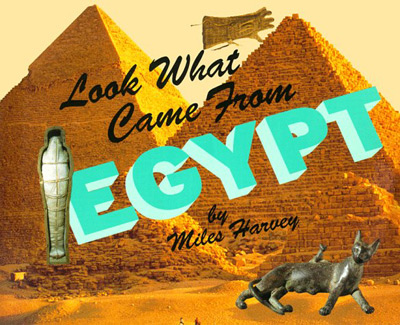 Look What
Came From
EGYPT
by
Miles Harvey